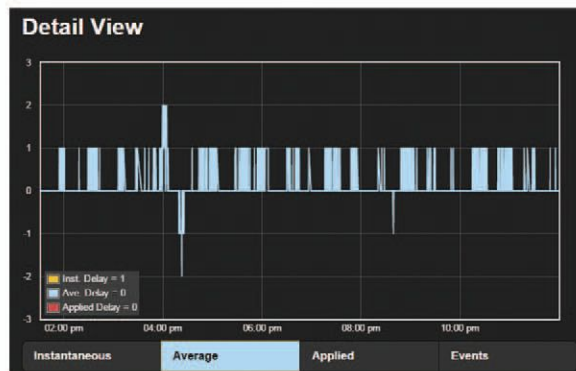 Detail View
3
2
1
0
-1
-2
-3
Inst. Delay = 1
Ave. Delay = 0
Applied Delay = 0
02:00 pm 04:00 pm 06:00 pm 08:00 pm 10:00 pm
Instantaneous Average Applied Events